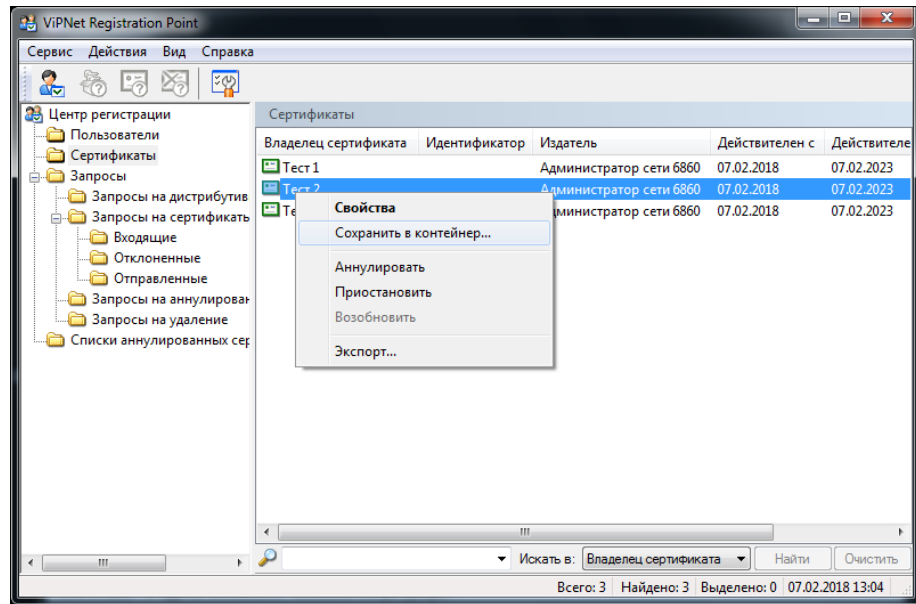 ViPNet Registration Point
Сервис Действия Вид Справка
Центр регистрации
Пользователи
Сертификаты
Запросы
Запросы на дистрибутив
Запросы на сертификать
Входящие
Отклоненные
Отправленные
Запросы на аннулирован
Запросы на удаление
Списки аннулированных сер
Сертификаты
Владелец сертификата Идентификатор Издатель Действителен с Действителе
Тест 1 Администратор сети 6860 07.02.2018 07.02.2023
Тест 2 Администратор сети 6860 07.02.2018 07.02.2023
Те министратор сети 6860 07.02.2018 07.02.2023
Свойства
Сохранить в контейнер...
Аннулировать
Приостановить
Возобновить
Экспорт...
Искать в: Владелец сертификата Найти Очистить
Всего: 3 Найдено: 3 Выделено: 0 07.02.2018 13:04